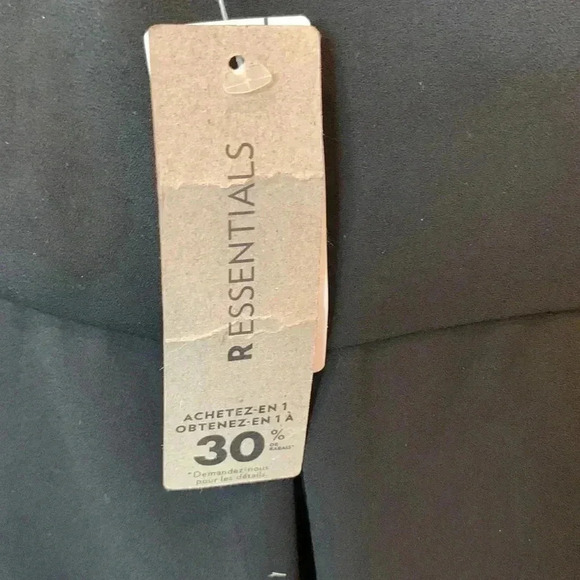 RESSENTIALS
ACHETEZ-EN 1
OBTENEZ-EN 1 À
30%
DE
RABAIS*
*Demandez-nous
pour les détails.